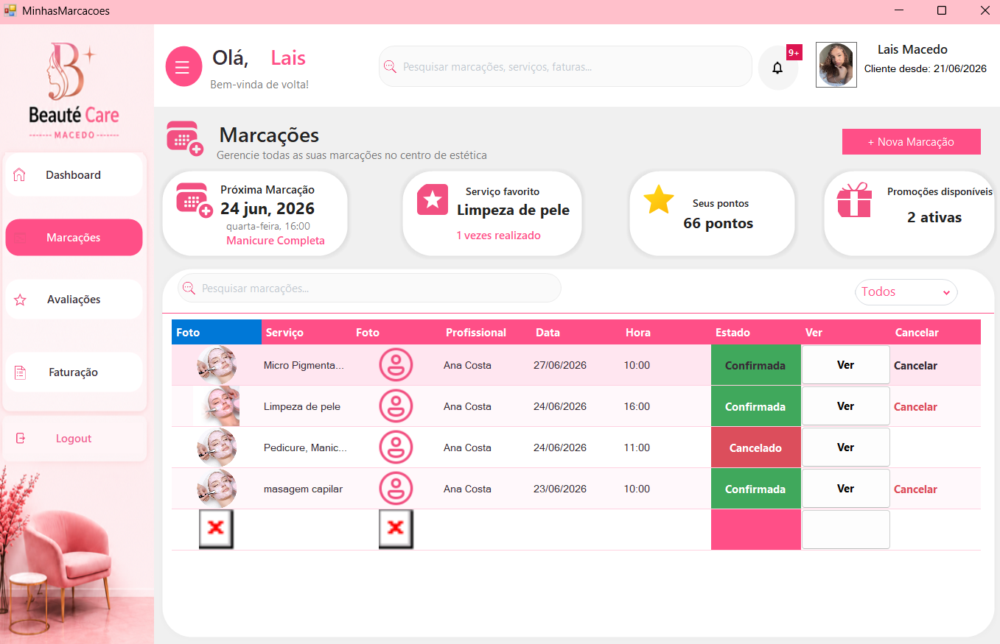 MinhasMarcacoes
B
Beauté Care
MACEDO
Dashboard
Marcações
Avaliações
Faturação
Logout
Olá, Lais
Bem-vinda de volta!
Pesquisar marcações, serviços, faturas...
9+
Lais Macedo
Cliente desde: 21/06/2026
Marcações
Gerencie todas as suas marcações no centro de estética
+ Nova Marcação
Próxima Marcação
24 jun, 2026
quarta-feira, 16:00
Manicure Completa
Serviço favorito
Limpeza de pele
1 vezes realizado
Seus pontos
66 pontos
Promoções disponíveis
2 ativas
Pesquisar marcações...
Todos
Foto Serviço Foto Profissional Data Hora Estado Ver Cancelar
Micro Pigmenta... Ana Costa 27/06/2026 10:00 Confirmada Ver Cancelar
Limpeza de pele Ana Costa 24/06/2026 16:00 Confirmada Ver Cancelar
Pedicure, Manic... Ana Costa 24/06/2026 11:00 Cancelado Ver
masagem capilar Ana Costa 23/06/2026 10:00 Confirmada Ver Cancelar